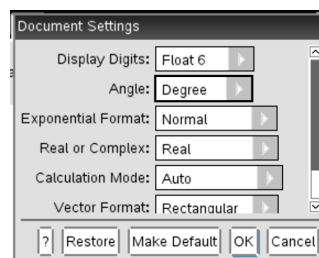 Document Settings
Display Digits: Float 6
Angle: Degree
Exponential Format: Normal
Real or Complex: Real
Calculation Mode: Auto
Vector Format: Rectangular
? Restore Make Default OK Cancel